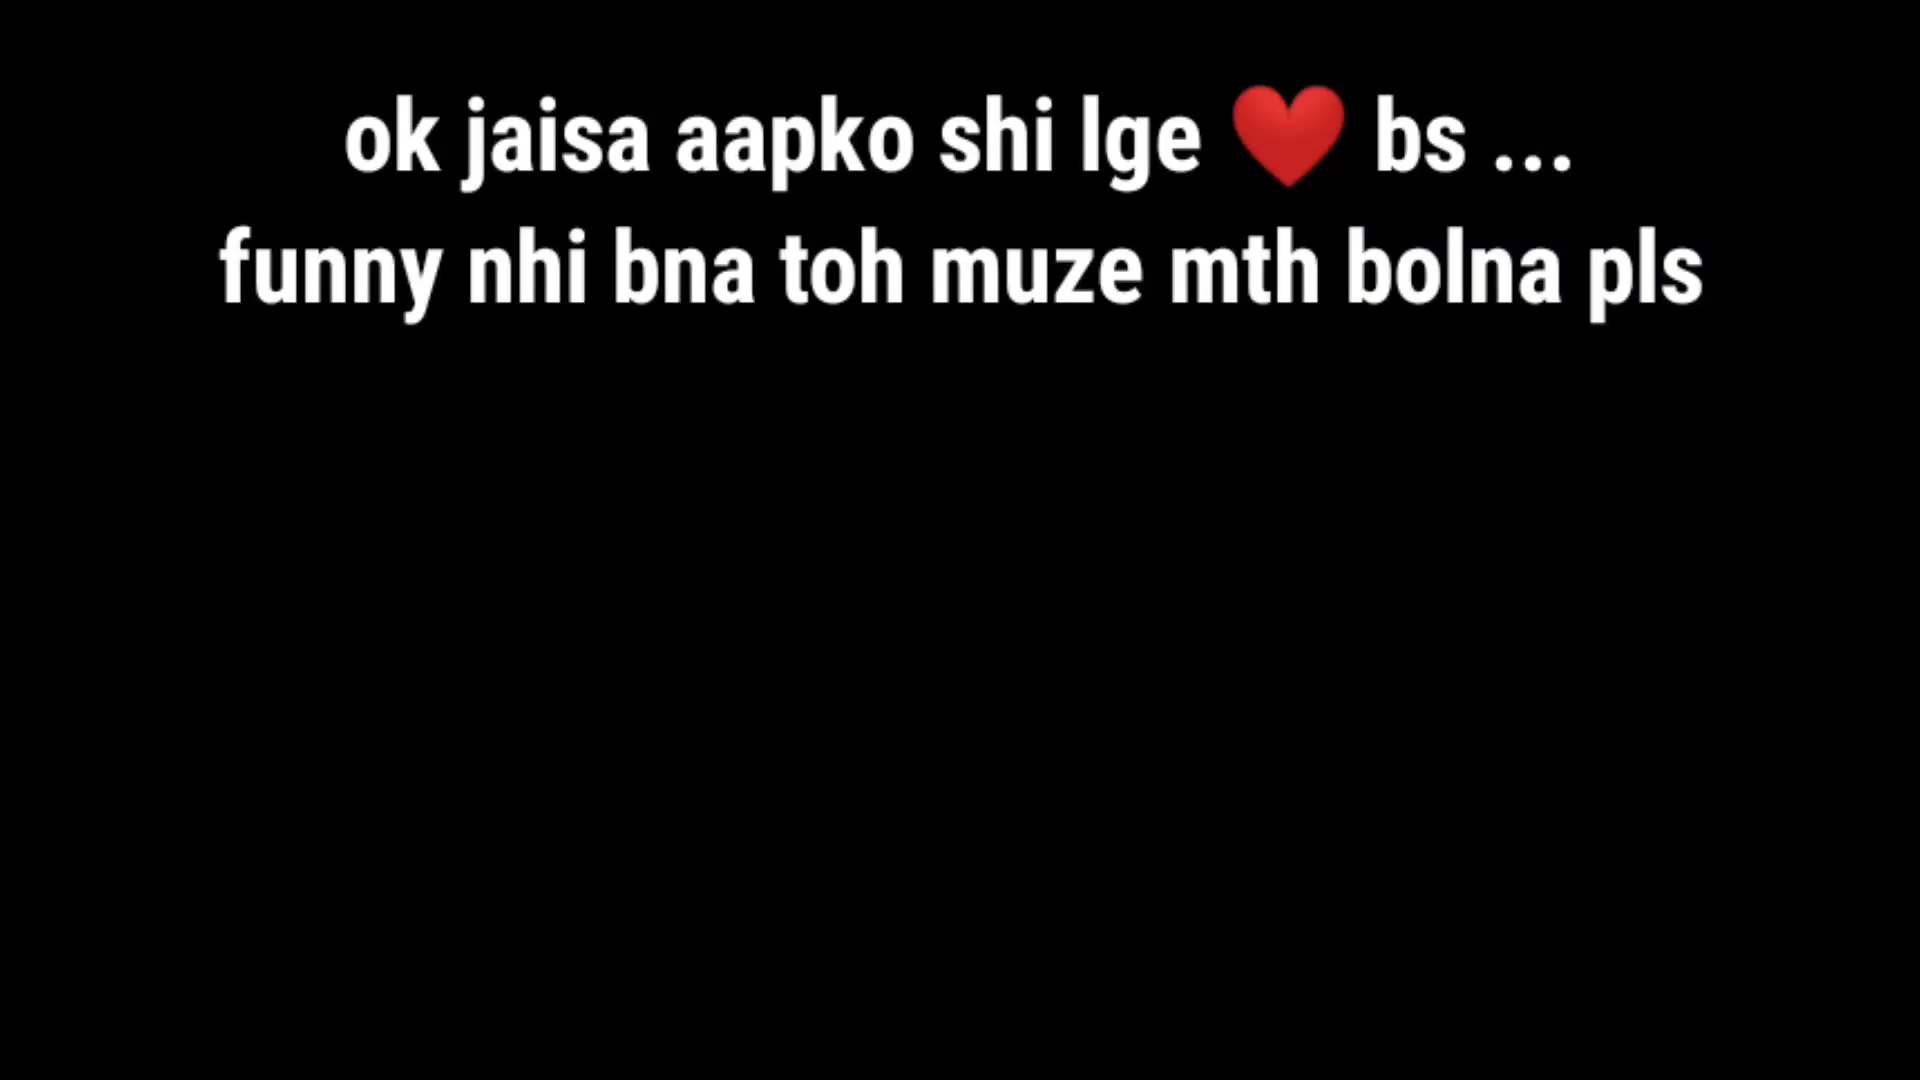 ok jaisa aapko shi lge ❤️ bs ...
funny nhi bna toh muze mth bolna pls